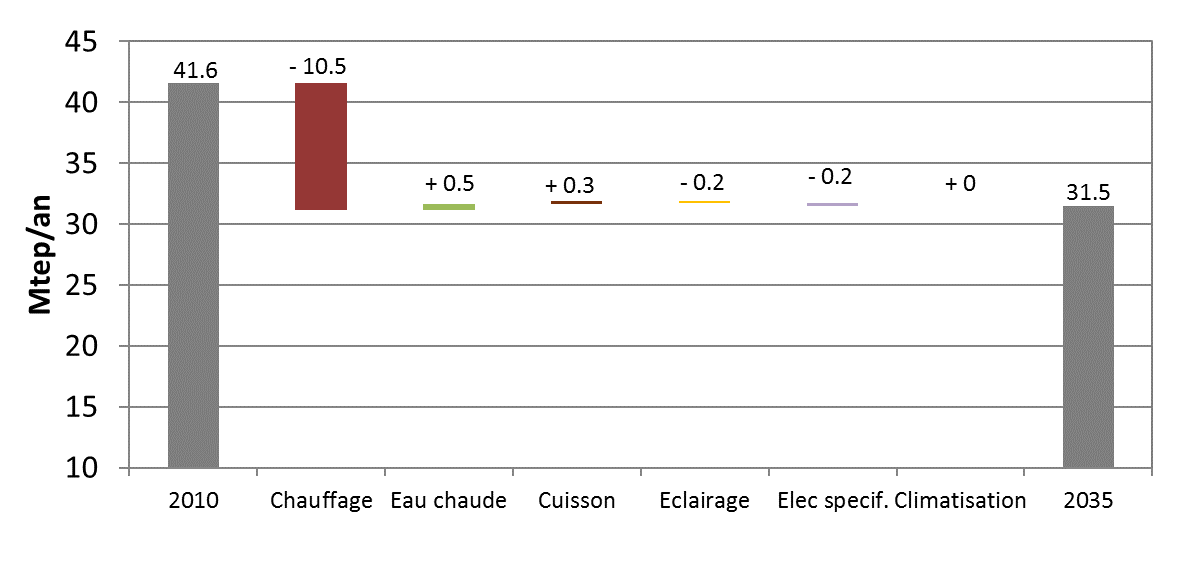 45
40
35
30
25
20
15
10
Mtep/an
41.6
- 10.5
+ 0.5
+ 0.3
- 0.2
- 0.2
+ 0
31.5
2010
Chauffage
Eau chaude
Cuisson
Eclairage
Elec specif.
Climatisation
2035